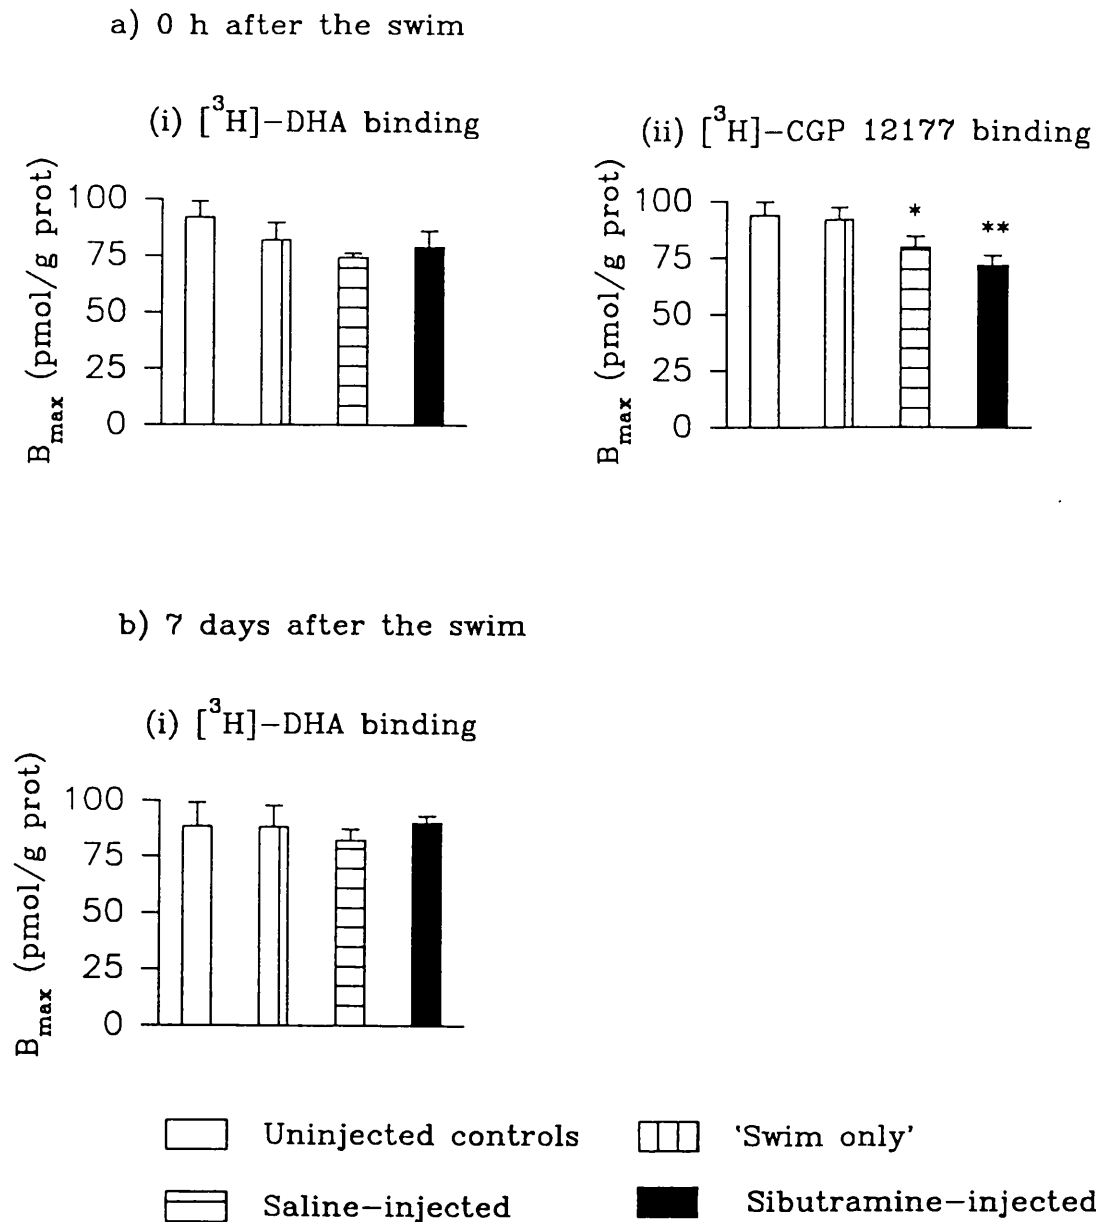 a) 0 h after the swim
(i) [³H]–DHA binding
B_max (pmol/g prot)
100
75
50
25
0
(ii) [³H]–CGP 12177 binding
B_max (pmol/g prot)
100
75
50
25
0
*
**
b) 7 days after the swim
(i) [³H]–DHA binding
B_max (pmol/g prot)
100
75
50
25
0
Uninjected controls
'Swim only'
Saline–injected
Sibutramine–injected